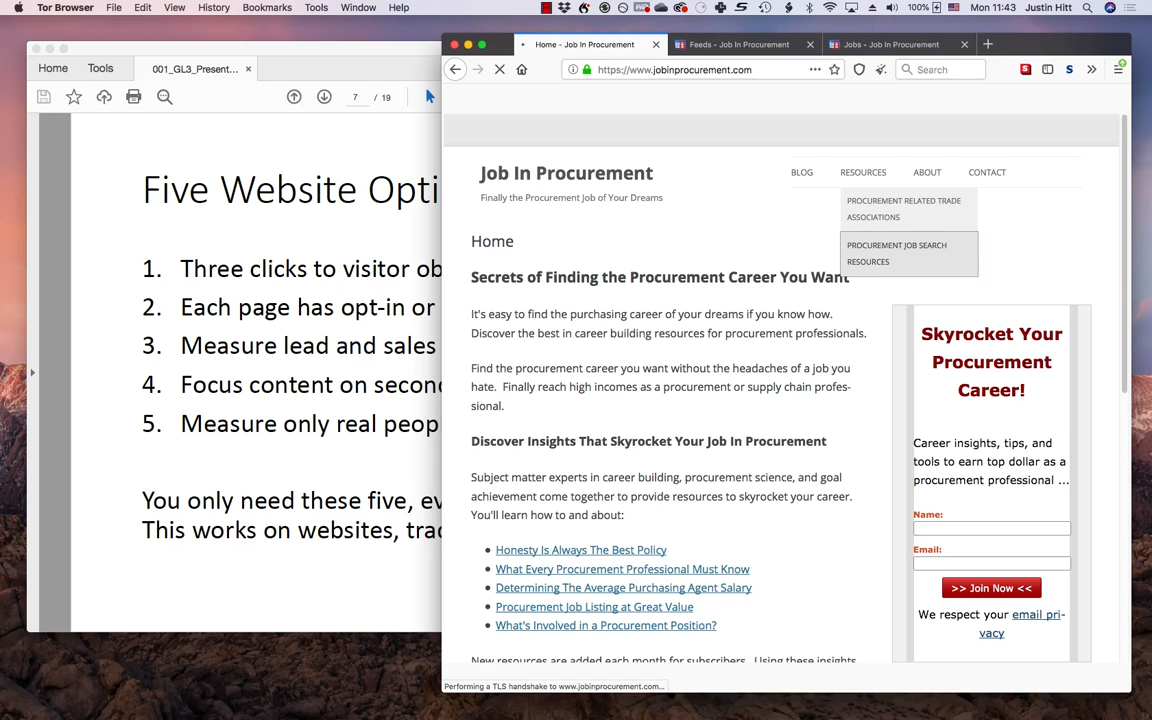 Tor Browser File Edit View History Bookmarks Tools Window Help 100% Mon 11:43 Justin Hitt
Home Tools 001_GL3_Present... ×
7 / 19
Five Website Opti
1. Three clicks to visitor ob
2. Each page has opt-in or
3. Measure lead and sales
4. Focus content on secon
5. Measure only real peop
You only need these five, ev
This works on websites, trac
Home - Job In Procurement × Feeds - Job In Procurement × Jobs - Job In Procurement × +
https://www.jobinprocurement.com Search
Job In Procurement
Finally the Procurement Job of Your Dreams
BLOG RESOURCES ABOUT CONTACT
PROCUREMENT RELATED TRADE
ASSOCIATIONS
PROCUREMENT JOB SEARCH
RESOURCES
Home
Secrets of Finding the Procurement Career You Want
It's easy to find the purchasing career of your dreams if you know how.
Discover the best in career building resources for procurement professionals.
Find the procurement career you want without the headaches of a job you
hate. Finally reach high incomes as a procurement or supply chain profes-
sional.
Discover Insights That Skyrocket Your Job In Procurement
Subject matter experts in career building, procurement science, and goal
achievement come together to provide resources to skyrocket your career.
You'll learn how to and about:
• Honesty Is Always The Best Policy
• What Every Procurement Professional Must Know
• Determining The Average Purchasing Agent Salary
• Procurement Job Listing at Great Value
• What's Involved in a Procurement Position?
New resources are added each month for subscribers. Using these insights
Skyrocket Your
Procurement
Career!
Career insights, tips, and
tools to earn top dollar as a
procurement professional ...
Name:
Email:
>> Join Now <<
We respect your email pri-
vacy
Performing a TLS handshake to www.jobinprocurement.com...